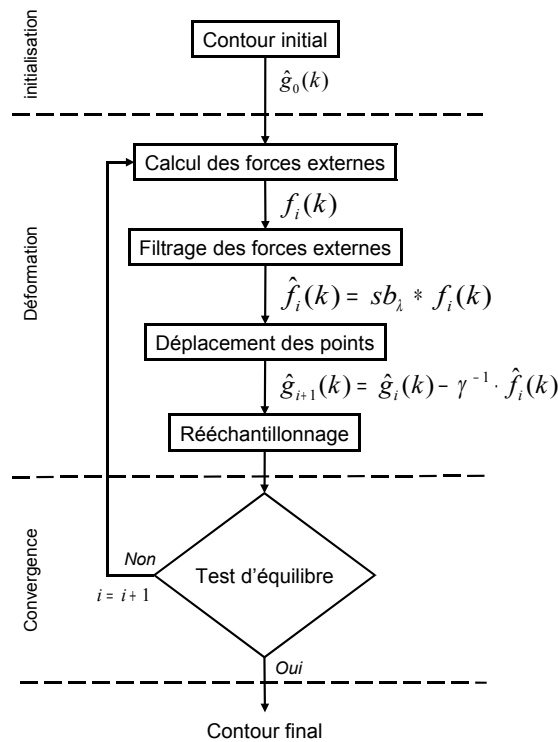 initialisation
Contour initial
ĝ₀(k)
Déformation
Calcul des forces externes
fᵢ(k)
Filtrage des forces externes
f̂ᵢ(k) = sb_λ * fᵢ(k)
Déplacement des points
ĝᵢ₊₁(k) = ĝᵢ(k) − γ⁻¹ · f̂ᵢ(k)
Rééchantillonnage
Convergence
Non
i = i + 1
Test d'équilibre
Oui
Contour final